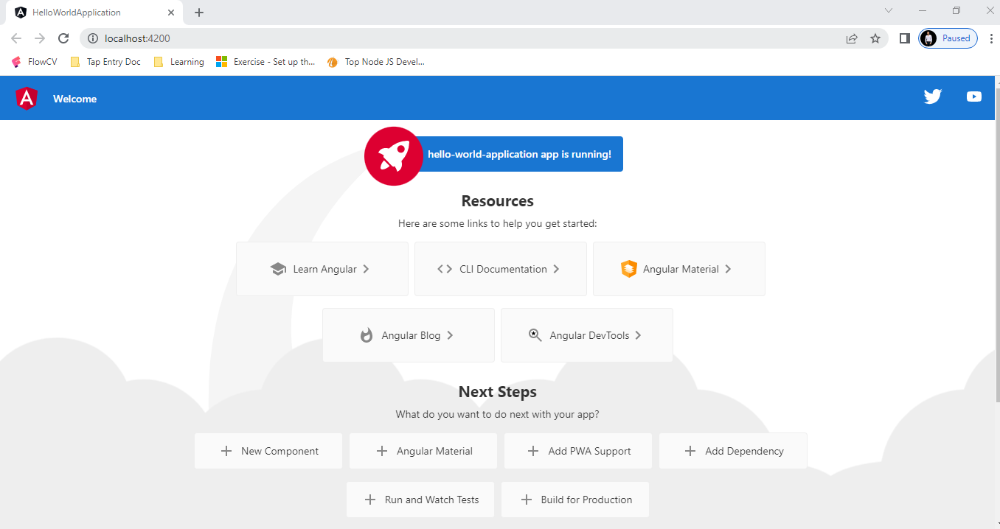 HelloWorldApplication
localhost:4200
Paused
FlowCV
Tap Entry Doc
Learning
Exercise - Set up th...
Top Node JS Devel...
A Welcome
hello-world-application app is running!
Resources
Here are some links to help you get started:
Learn Angular
CLI Documentation
Angular Material
Angular Blog
Angular DevTools
Next Steps
What do you want to do next with your app?
New Component
Angular Material
Add PWA Support
Add Dependency
Run and Watch Tests
Build for Production